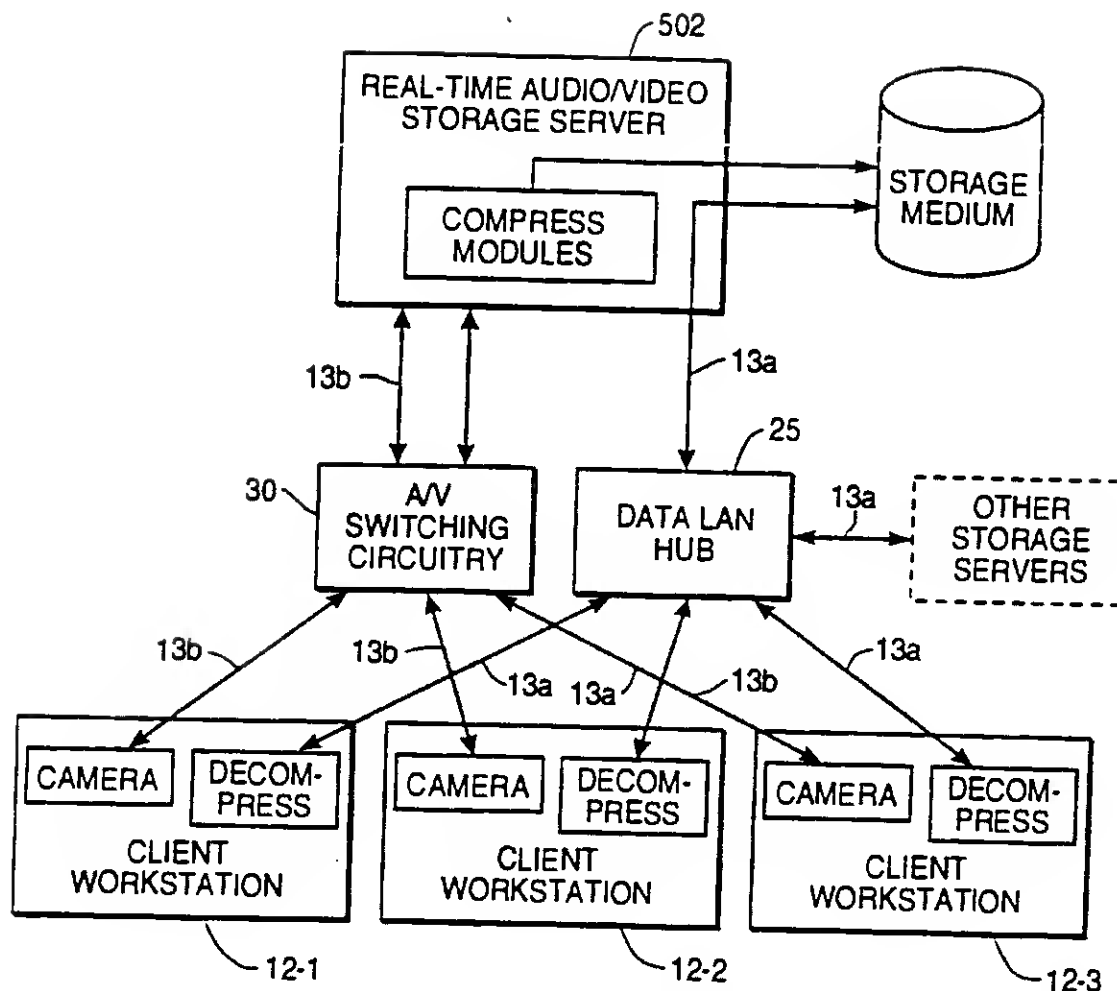 502
REAL-TIME AUDIO/VIDEO
STORAGE SERVER
COMPRESS
MODULES
STORAGE
MEDIUM
13b
13a
25
30
A/V
SWITCHING
CIRCUITRY
DATA LAN
HUB
13a
OTHER
STORAGE
SERVERS
13b
13b
13a
13a
13b
13a
CAMERA
DECOM-
PRESS
CLIENT
WORKSTATION
CAMERA
DECOM-
PRESS
CLIENT
WORKSTATION
CAMERA
DECOM-
PRESS
CLIENT
WORKSTATION
12-1
12-2
12-3